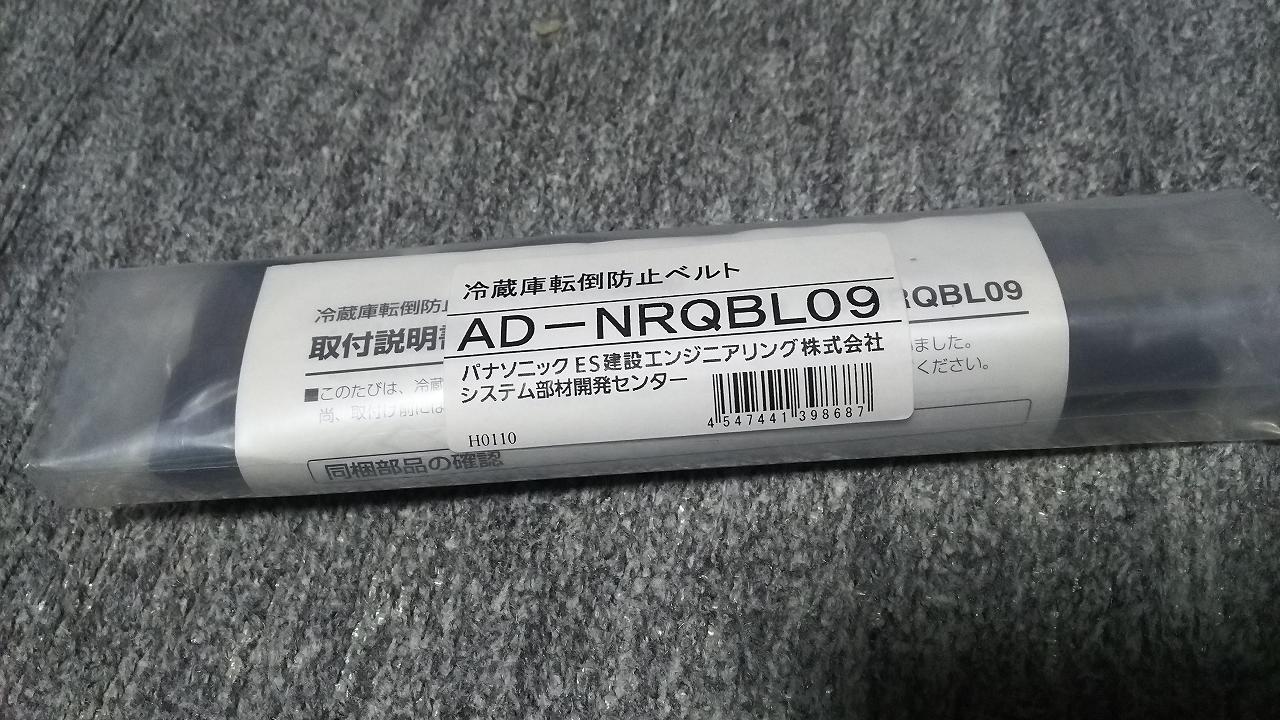 冷蔵庫転倒防止ベルト
AD-NRQBL09
パナソニックES建設エンジニアリング株式会社
システム部材開発センター
4 547441 398687
H0110
冷蔵庫転倒防止
RQBL09
取付説明書
■このたびは、冷蔵
ました。
尚、取付け前には
ください。
同梱部品の確認